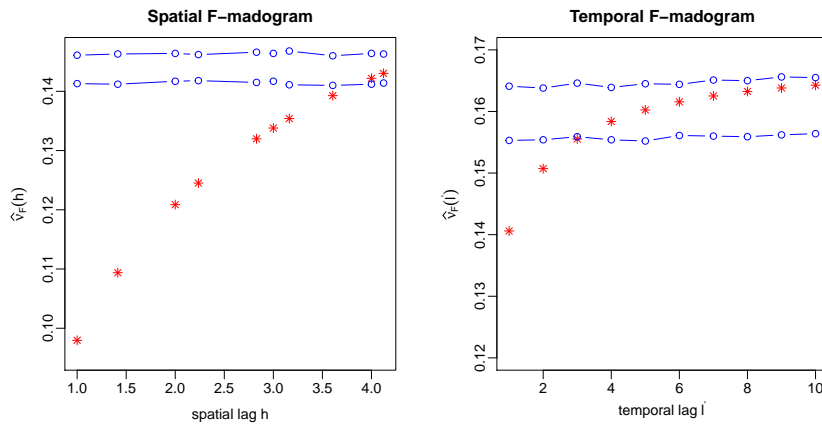 Spatial F−madogram
ν̂F(h)
0.10 0.11 0.12 0.13 0.14
1.0 1.5 2.0 2.5 3.0 3.5 4.0
spatial lag h
Temporal F−madogram
ν̂F(l')
0.12 0.13 0.14 0.15 0.16 0.17
2 4 6 8 10
temporal lag l'